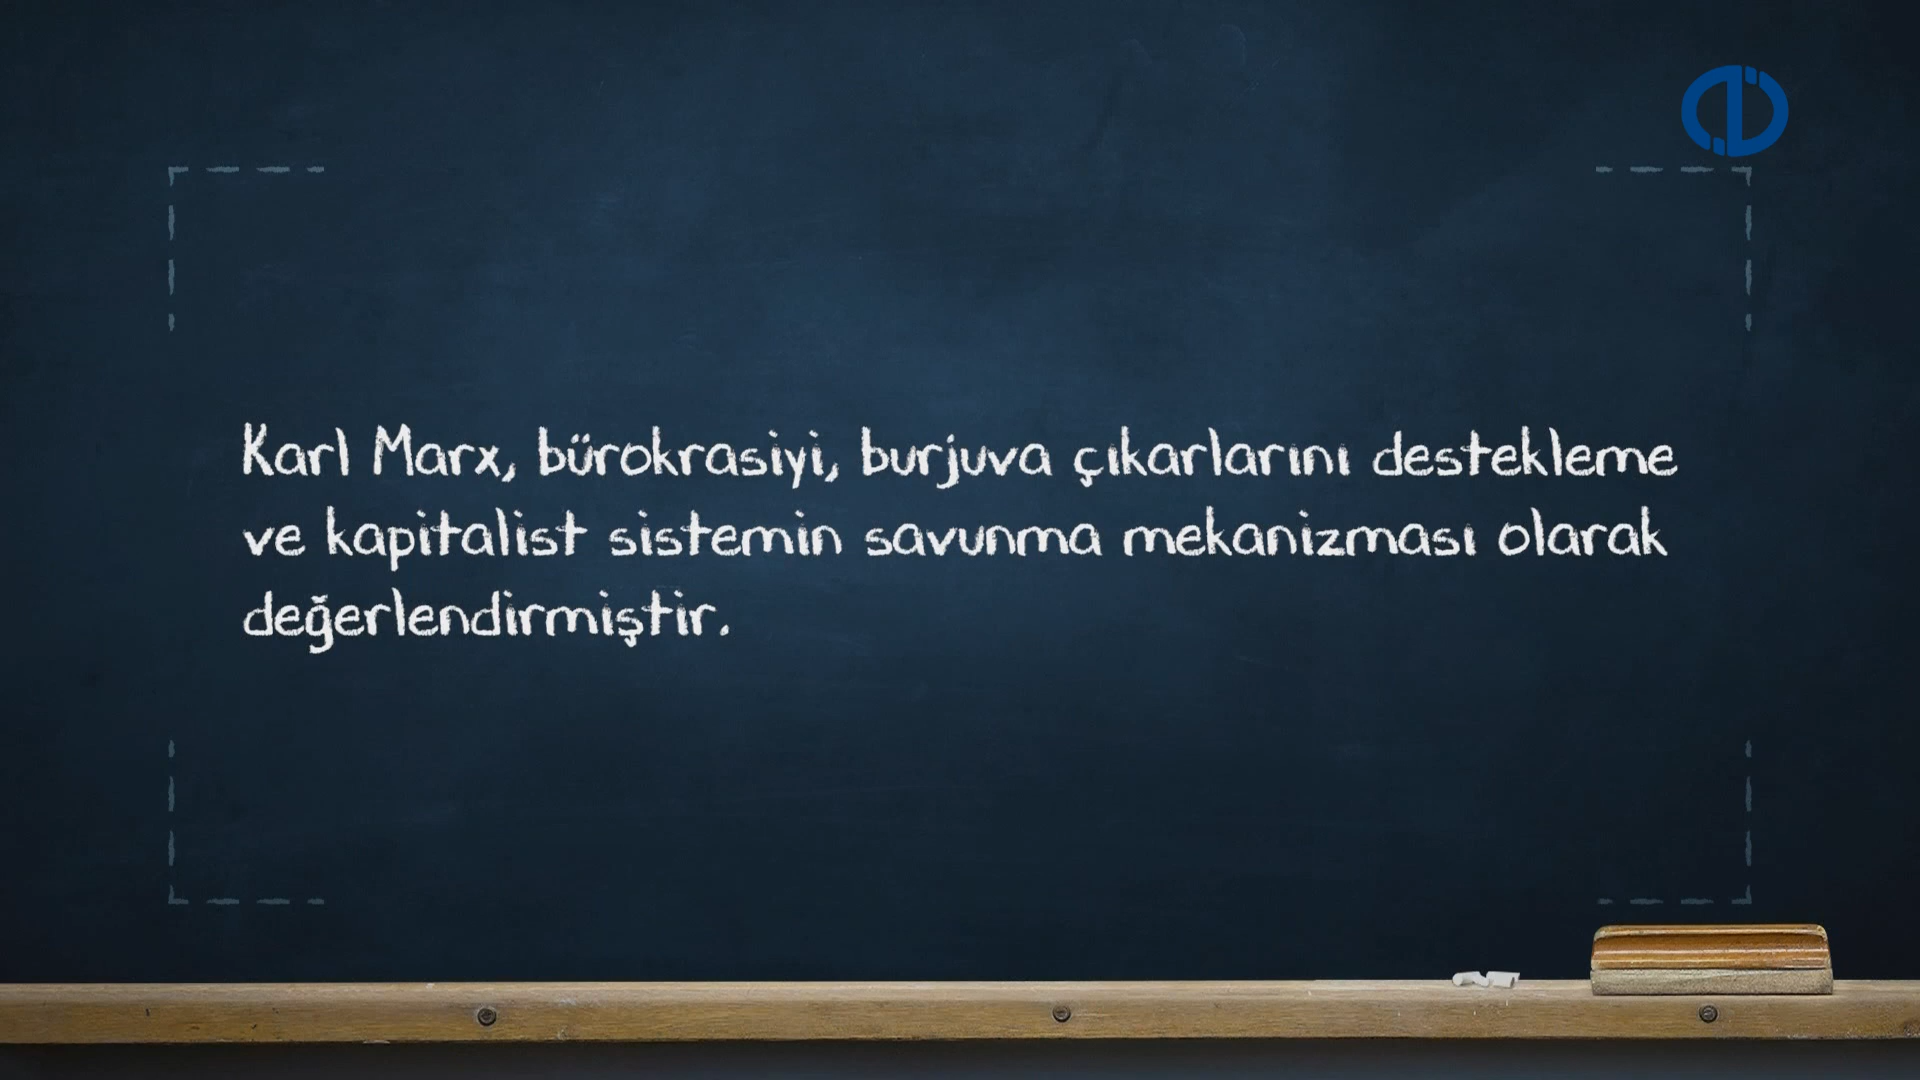 Karl Marx, bürokrasiyi, burjuva çıkarlarını destekleme
ve kapitalist sistemin savunma mekanizması olarak
değerlendirmiştir.